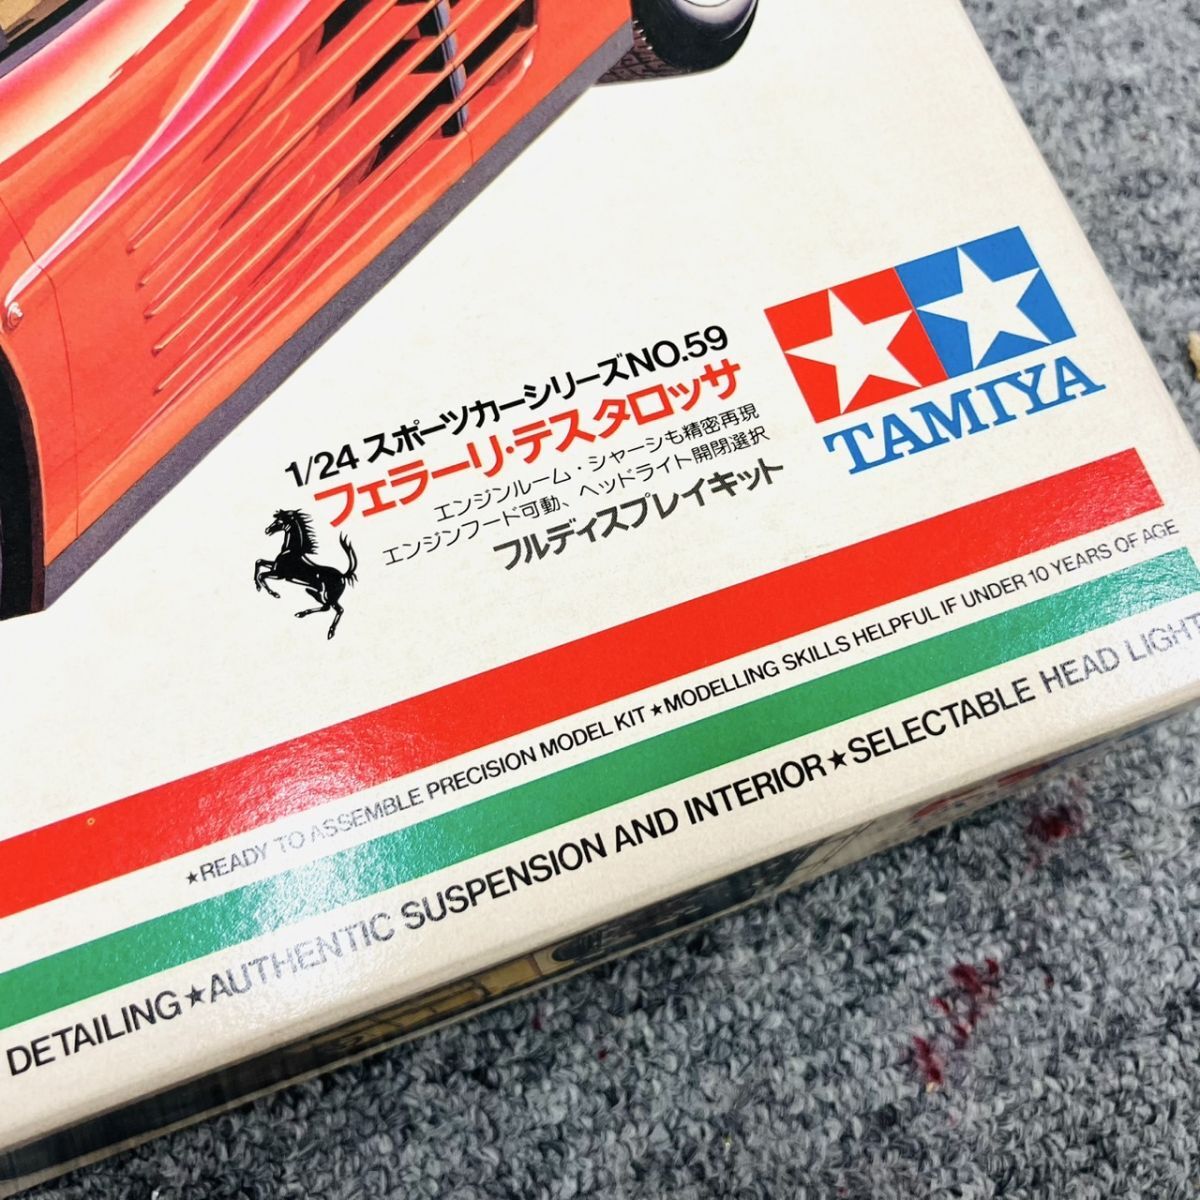 1/24 スポーツカーシリーズNO.59
フェラーリ・テスタロッサ
エンジンルーム・シャーシも精密再現
エンジンフード可動、ヘッドライト開閉選択
フルディスプレイキット
TAMIYA
★READY TO ASSEMBLE PRECISION MODEL KIT ★MODELLING SKILLS HELPFUL IF UNDER 10 YEARS OF AGE
DETAILING★AUTHENTIC SUSPENSION AND INTERIOR★SELECTABLE HEAD LIGHT